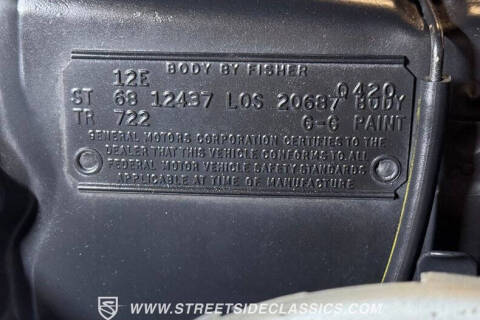 BODY BY FISHER
12E
0420
ST 68 12437 LOS 20687 BODY
TR 722 G-G PAINT
GENERAL MOTORS CORPORATION CERTIFIES TO THE
DEALER THAT THIS VEHICLE CONFORMS TO ALL
FEDERAL MOTOR VEHICLE SAFETY STANDARDS
APPLICABLE AT TIME OF MANUFACTURE
WWW.STREETSIDECLASSICS.COM